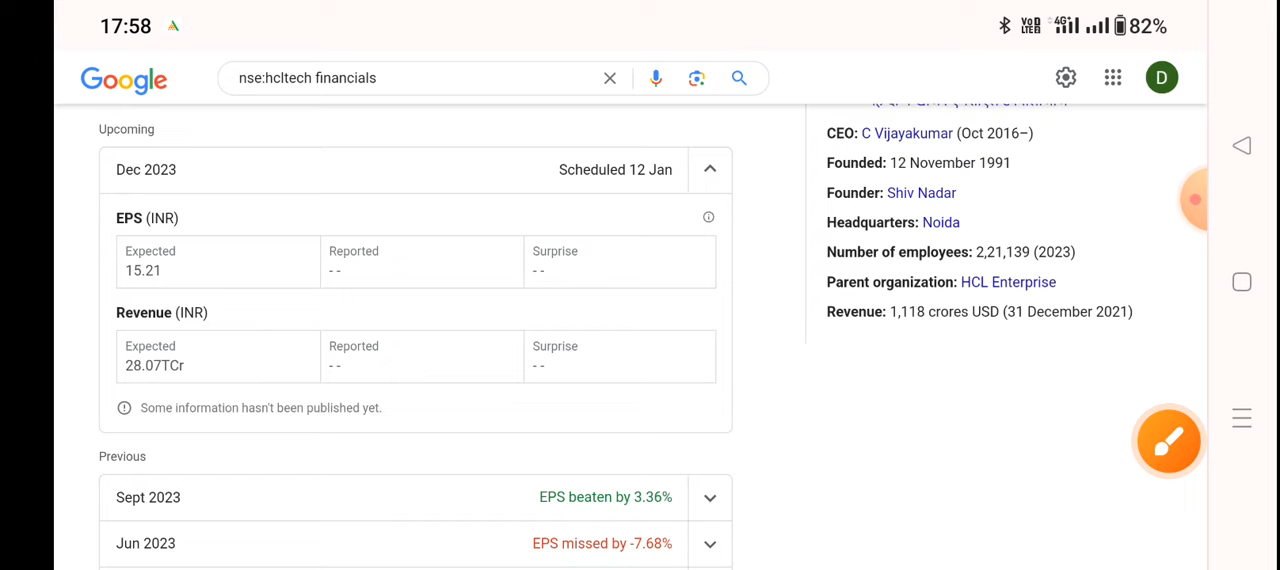 17:58
VoD LTE2
4G
82%
Google
nse:hcltech financials
D
Upcoming
Dec 2023
Scheduled 12 Jan
EPS (INR)
Expected
Reported
Surprise
15.21
- -
- -
Revenue (INR)
Expected
Reported
Surprise
28.07TCr
- -
- -
Some information hasn't been published yet.
Previous
Sept 2023
EPS beaten by 3.36%
Jun 2023
EPS missed by -7.68%
CEO: C Vijayakumar (Oct 2016–)
Founded: 12 November 1991
Founder: Shiv Nadar
Headquarters: Noida
Number of employees: 2,21,139 (2023)
Parent organization: HCL Enterprise
Revenue: 1,118 crores USD (31 December 2021)